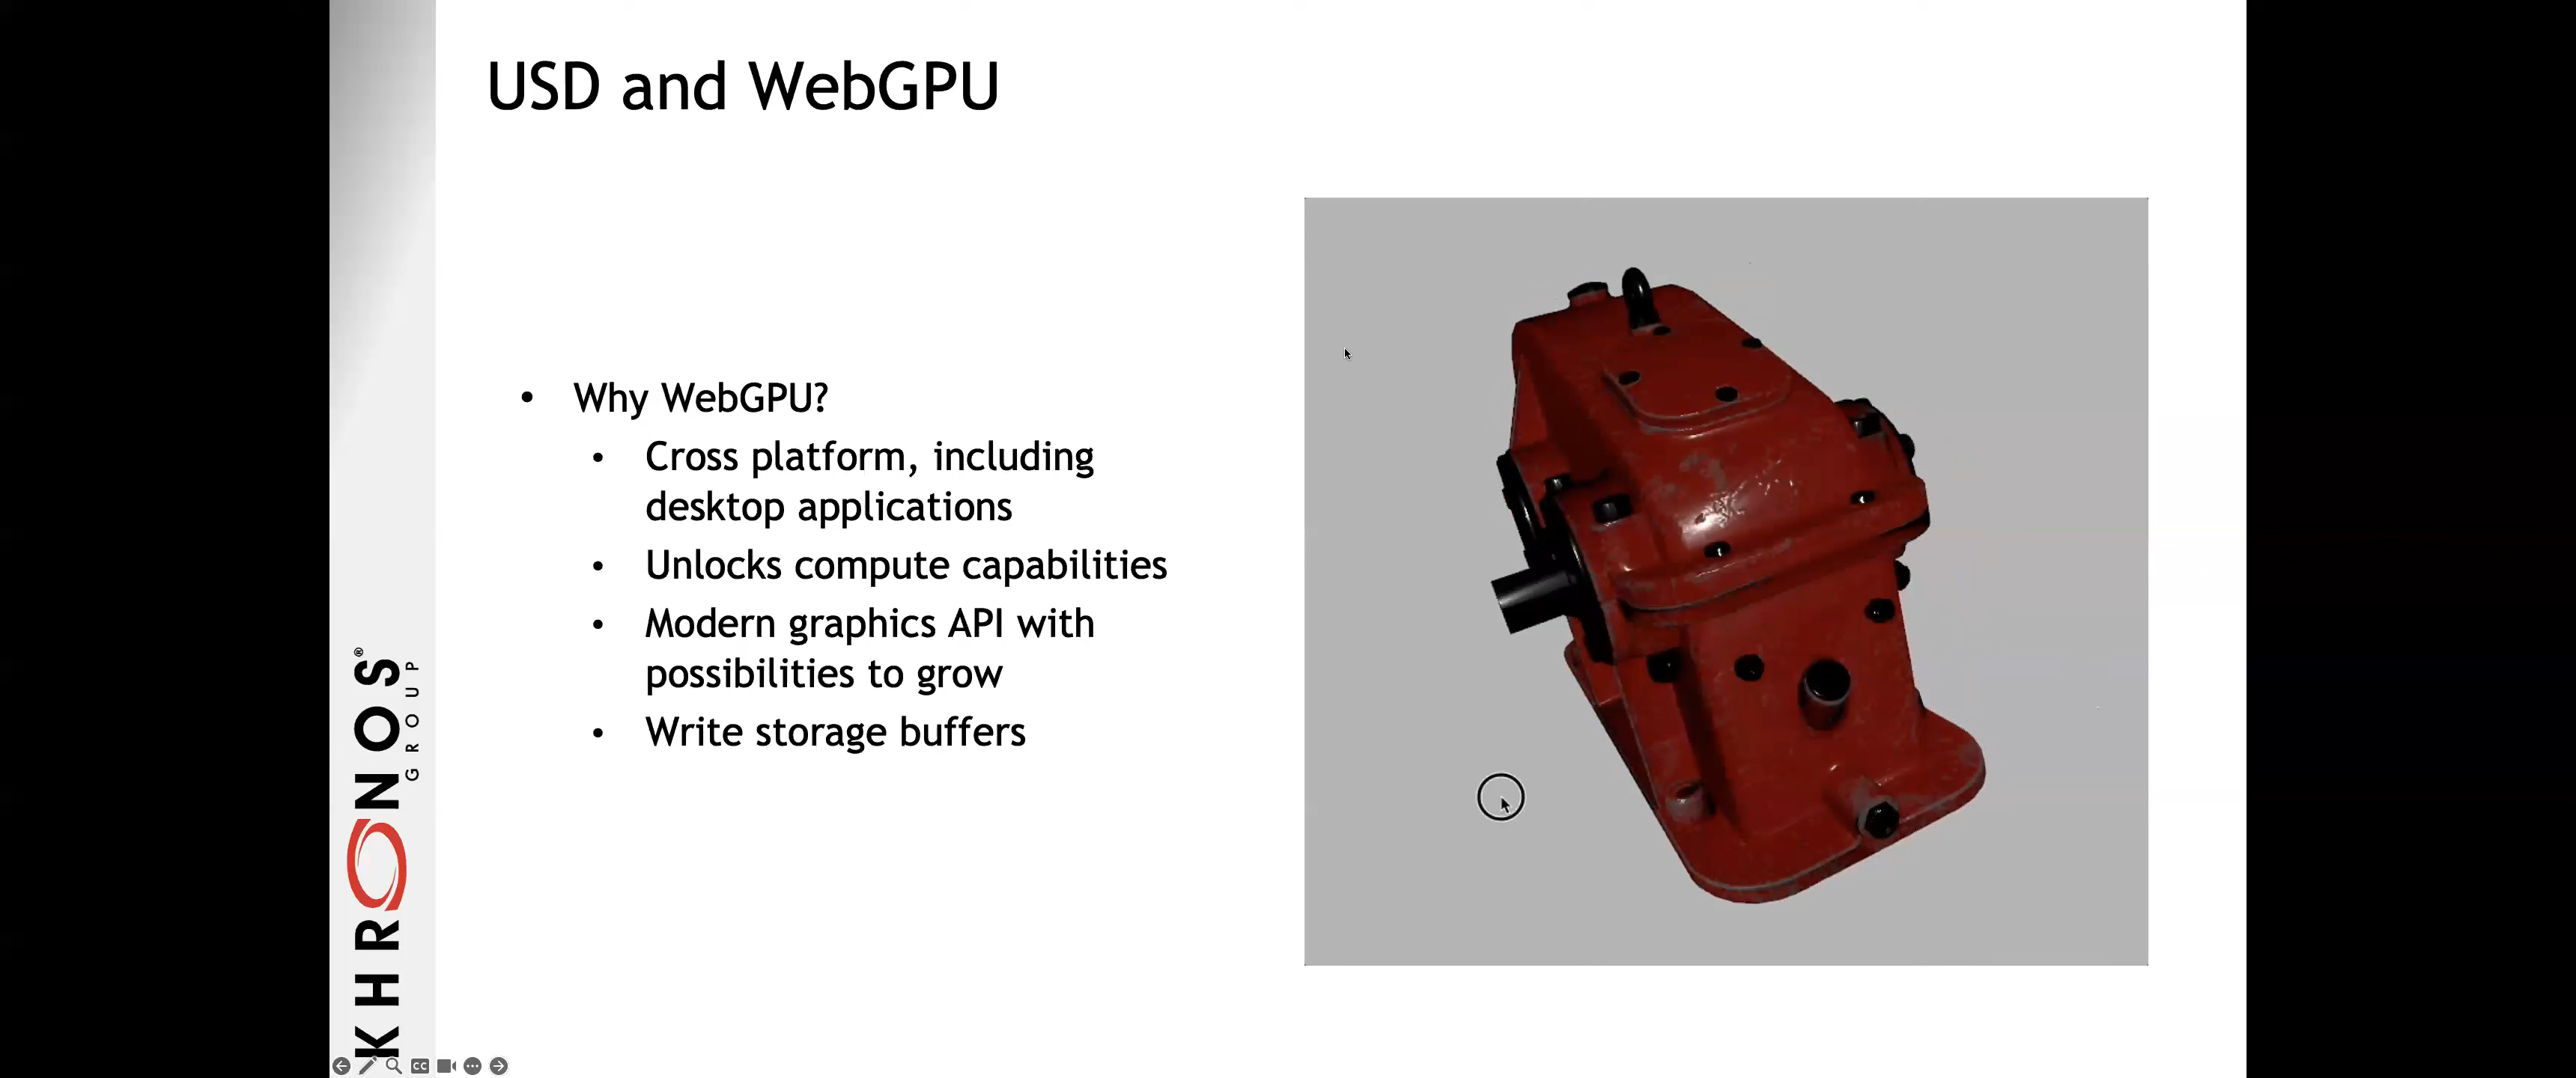 USD and WebGPU
• Why WebGPU?
• Cross platform, including
desktop applications
• Unlocks compute capabilities
• Modern graphics API with
possibilities to grow
• Write storage buffers
KHRONOS®
GROUP
CC